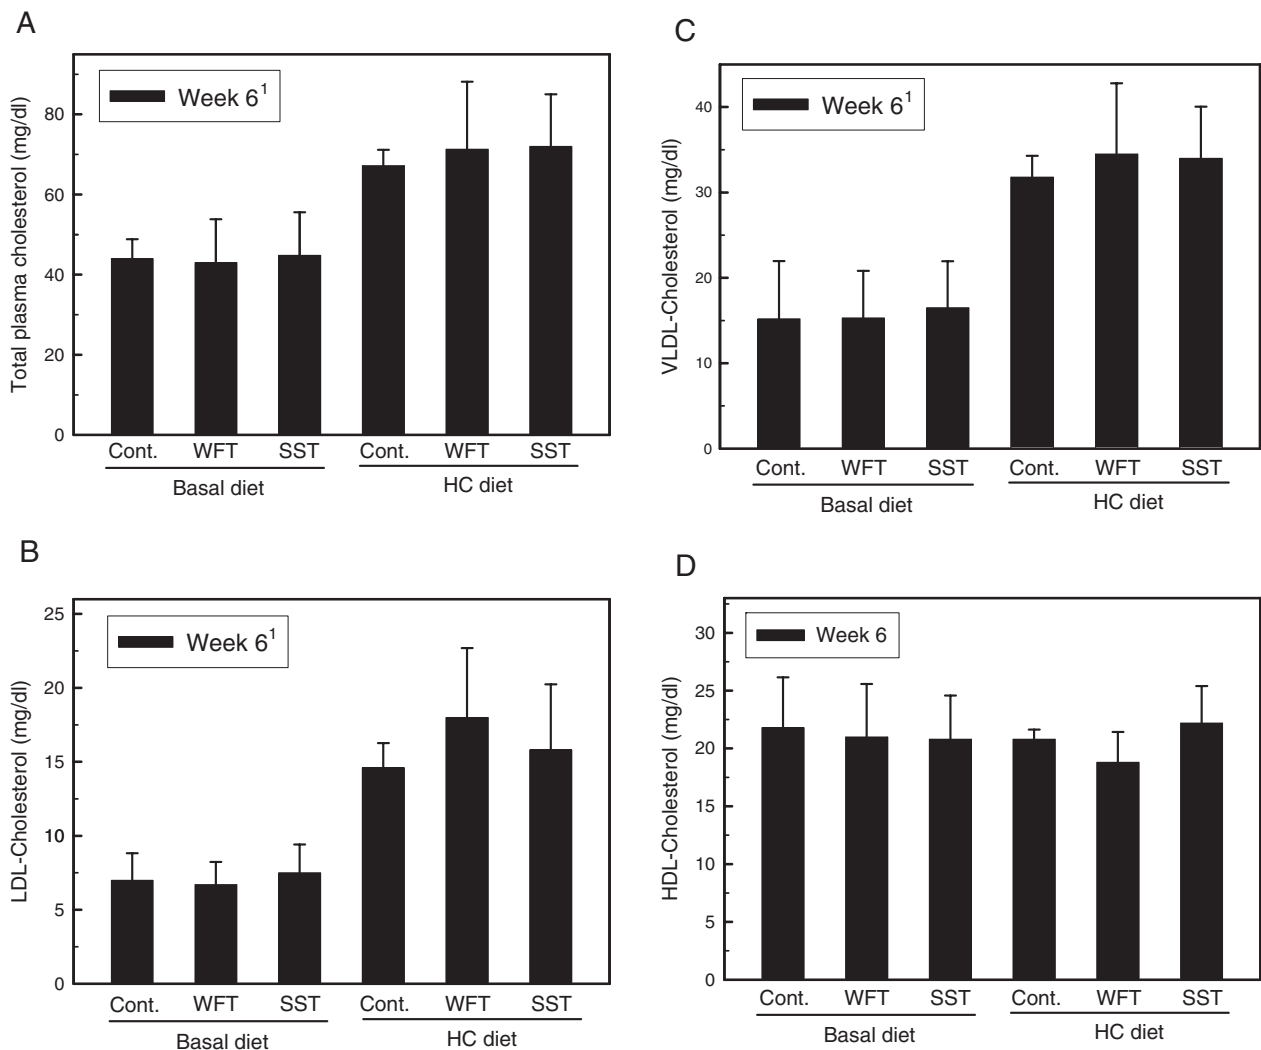 A
Total plasma cholesterol (mg/dl)
Week 6¹
80
60
40
20
0
Cont. WFT SST Cont. WFT SST
Basal diet HC diet
B
LDL-Cholesterol (mg/dl)
Week 6¹
25
20
15
10
5
0
Cont. WFT SST Cont. WFT SST
Basal diet HC diet
C
VLDL-Cholesterol (mg/dl)
Week 6¹
40
30
20
10
0
Cont. WFT SST Cont. WFT SST
Basal diet HC diet
D
HDL-Cholesterol (mg/dl)
Week 6
30
25
20
15
10
5
0
Cont. WFT SST Cont. WFT SST
Basal diet HC diet